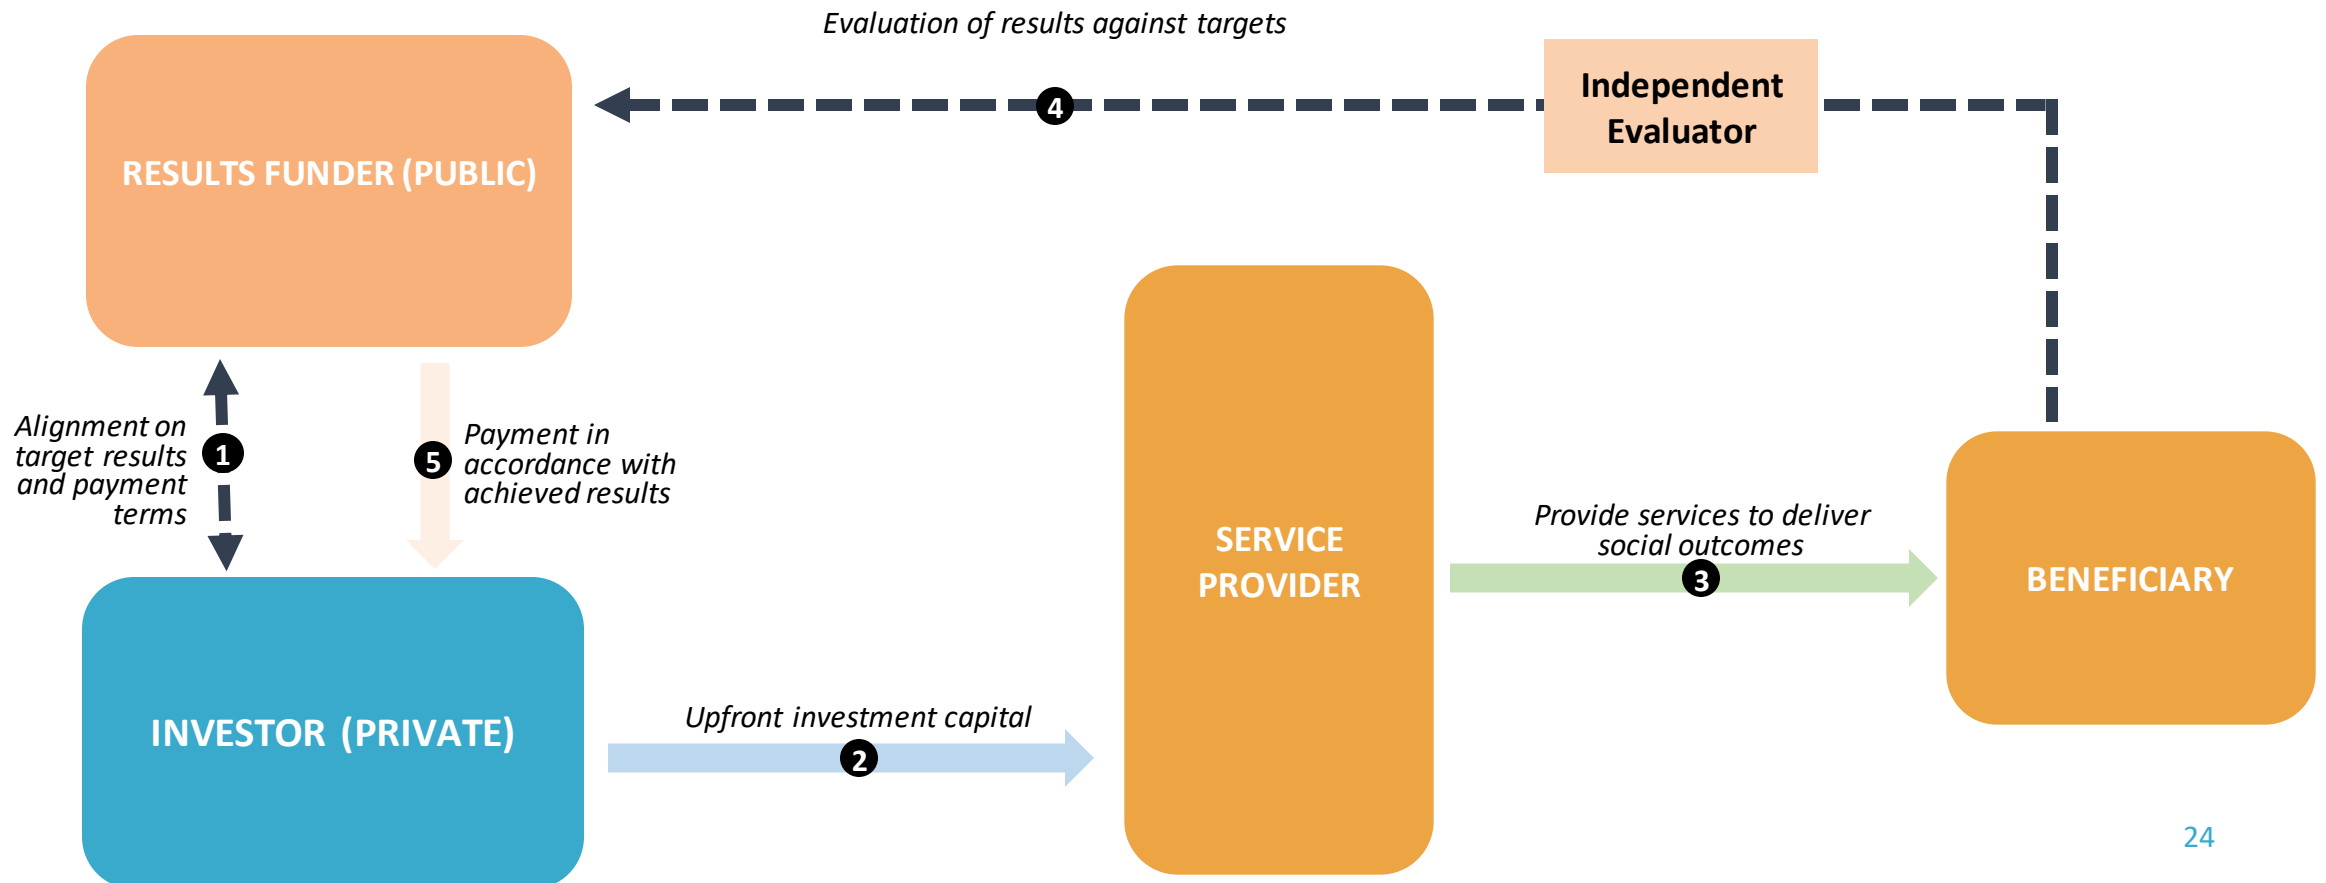 Evaluation of results against targets
4
Independent
Evaluator
RESULTS FUNDER (PUBLIC)
Alignment on
target results
and payment
terms
1
5
Payment in
accordance with
achieved results
SERVICE
PROVIDER
Provide services to deliver
social outcomes
3
BENEFICIARY
INVESTOR (PRIVATE)
Upfront investment capital
2
24